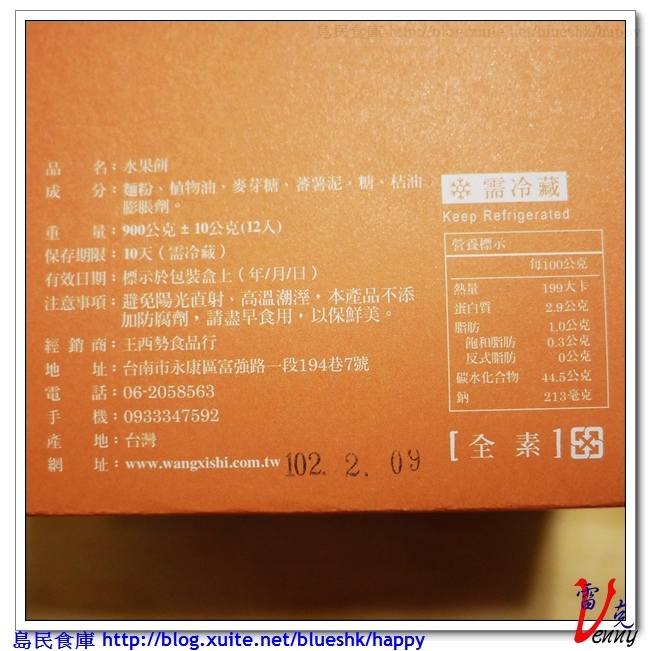 島民食庫 http://blog.xuite.net/blueshk/happy
品　　名：水果餅
成　　分：麵粉、植物油，麥芽糖、蕃薯泥，糖、枯油
膨脹劑。
重　　量：900公克 ± 10公克(12入)
保存期限：10天（需冷藏）
有效日期：標示於包裝盒上（年/月/日）
注意事項：避免陽光直射、高溫潮溼，本產品不添
加防腐劑，請盡早食用，以保鮮美。
經 銷 商：王西勢食品行
地　　址：台南市永康區富強路一段194巷7號
電　　話：06-2058563
手　　機：0933347592
產　　地：台灣
網　　址：www.wangxishi.com.tw
102. 2. 09
需冷藏
Keep Refrigerated
營養標示
每100公克
熱量 199大卡
蛋白質 2.9公克
脂肪 1.0公克
飽和脂肪 0.3公克
反式脂肪 0公克
碳水化合物 44.5公克
鈉 213毫克
［全 素］
雷克
Venny
島民食庫 http://blog.xuite.net/blueshk/happy